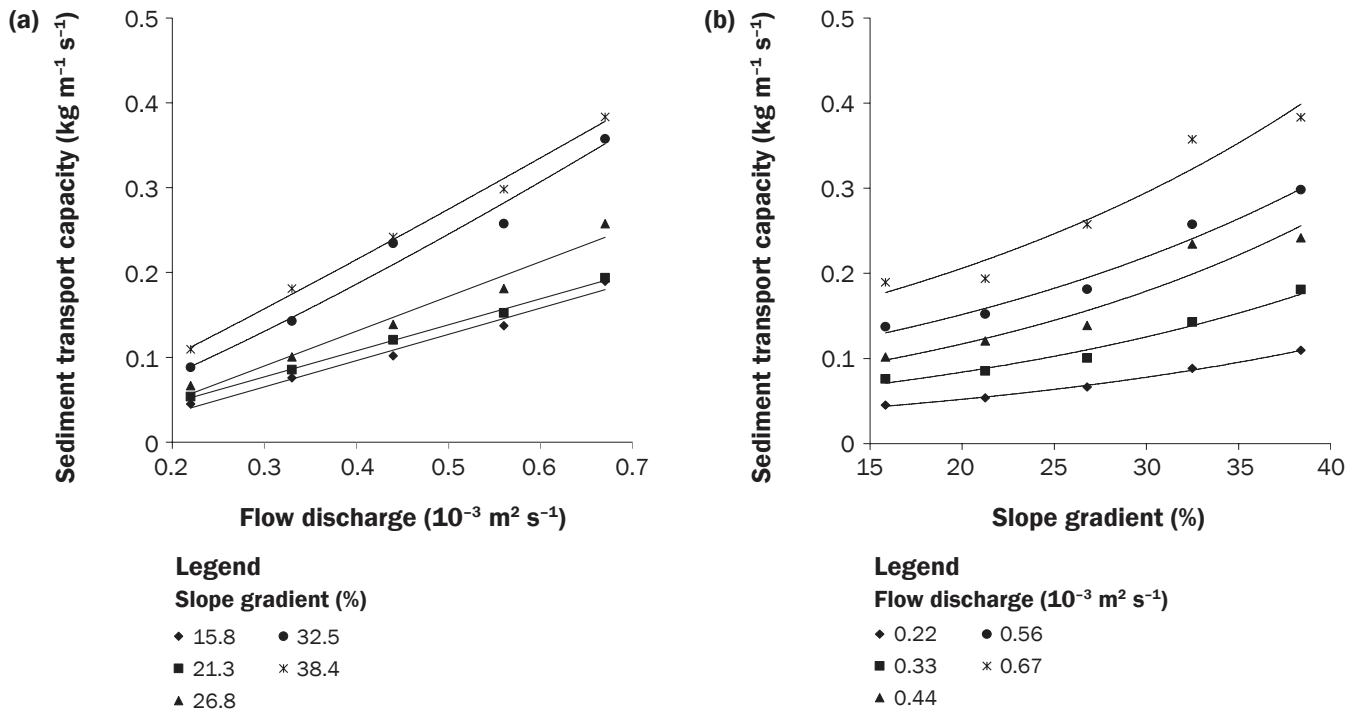 (a)
Sediment transport capacity (kg m⁻¹ s⁻¹)
0.5
0.4
0.3
0.2
0.1
0
0.2 0.3 0.4 0.5 0.6 0.7
Flow discharge (10⁻³ m² s⁻¹)
Legend
Slope gradient (%)
15.8 32.5
21.3 38.4
26.8
(b)
Sediment transport capacity (kg m⁻¹ s⁻¹)
0.5
0.4
0.3
0.2
0.1
0
15 20 25 30 35 40
Slope gradient (%)
Legend
Flow discharge (10⁻³ m² s⁻¹)
0.22 0.56
0.33 0.67
0.44